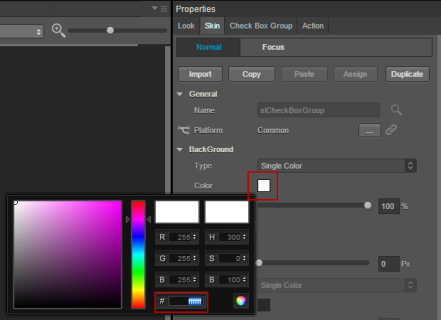 Properties
Look Skin Check Box Group Action
Normal Focus
Import Copy Paste Assign Duplicate
General
Name slCheckBoxGroup
Platform Common ...
BackGround
Type Single Color
Color
100 %
R 255 H 300
G 255 S 0
B 255 B 100
#
0 Px
Single Color